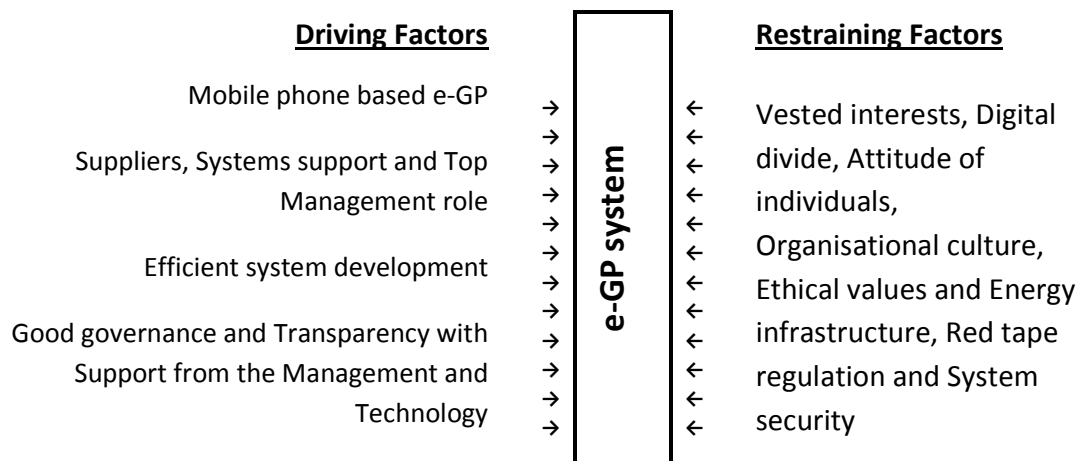 Driving Factors
Mobile phone based e-GP
Suppliers, Systems support and Top
Management role
Efficient system development
Good governance and Transparency with
Support from the Management and
Technology
→
→
→
→
→
→
→
→
→
→
→
→
e-GP system
←
←
←
←
←
←
←
←
←
←
←
←
Restraining Factors
Vested interests, Digital
divide, Attitude of
individuals,
Organisational culture,
Ethical values and Energy
infrastructure, Red tape
regulation and System
security